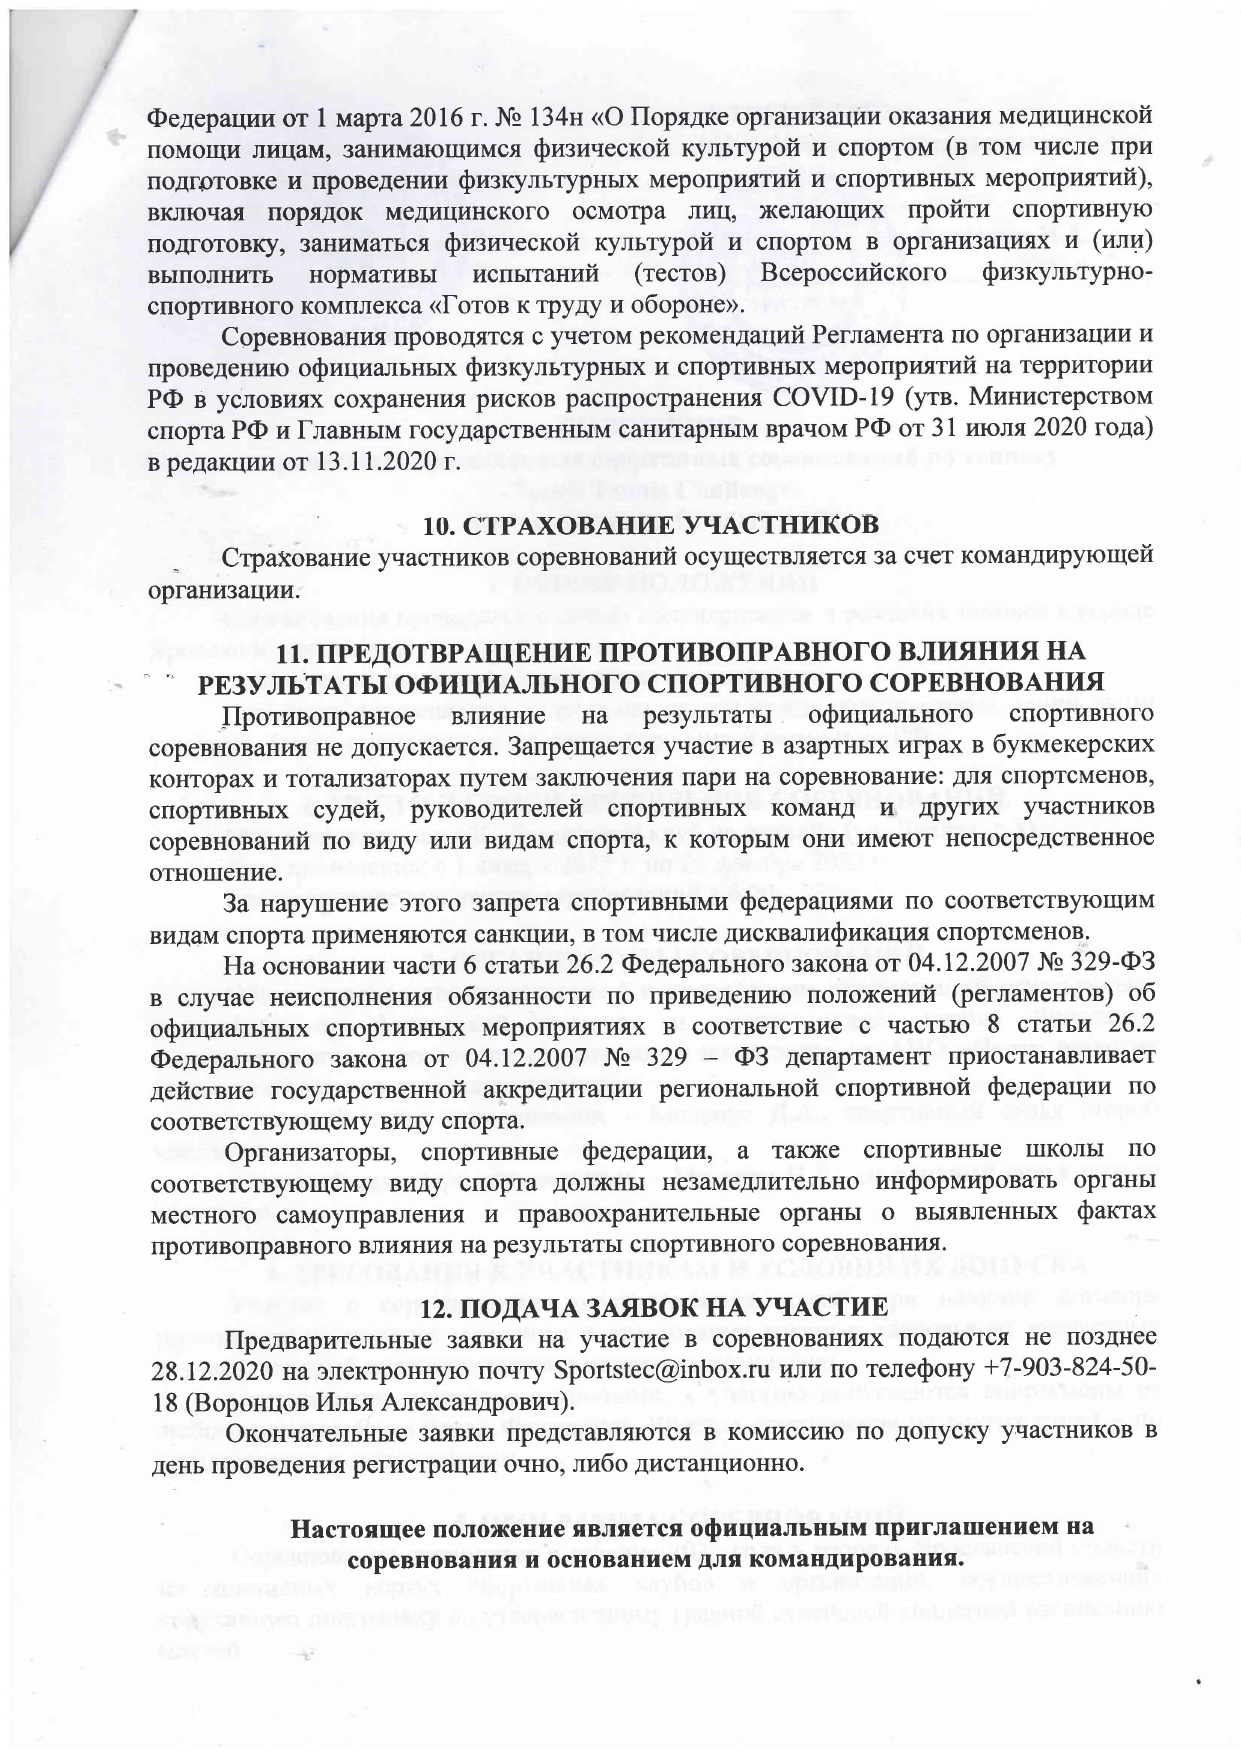 Федерации от 1 марта 2016 г. № 134н «О Порядке организации оказания медицинской
помощи лицам, занимающимся физической культурой и спортом (в том числе при
подготовке и проведении физкультурных мероприятий и спортивных мероприятий),
включая порядок медицинского осмотра лиц, желающих пройти спортивную
подготовку, заниматься физической культурой и спортом в организациях и (или)
выполнить нормативы испытаний (тестов) Всероссийского физкультурно-
спортивного комплекса «Готов к труду и обороне».
Соревнования проводятся с учетом рекомендаций Регламента по организации и
проведению официальных физкультурных и спортивных мероприятий на территории
РФ в условиях сохранения рисков распространения COVID-19 (утв. Министерством
спорта РФ и Главным государственным санитарным врачом РФ от 31 июля 2020 года)
в редакции от 13.11.2020 г.
10. СТРАХОВАНИЕ УЧАСТНИКОВ
Страхование участников соревнований осуществляется за счет командирующей
организации.
11. ПРЕДОТВРАЩЕНИЕ ПРОТИВОПРАВНОГО ВЛИЯНИЯ НА
РЕЗУЛЬТАТЫ ОФИЦИАЛЬНОГО СПОРТИВНОГО СОРЕВНОВАНИЯ
Противоправное влияние на результаты официального спортивного
соревнования не допускается. Запрещается участие в азартных играх в букмекерских
конторах и тотализаторах путем заключения пари на соревнование: для спортсменов,
спортивных судей, руководителей спортивных команд и других участников
соревнований по виду или видам спорта, к которым они имеют непосредственное
отношение.
За нарушение этого запрета спортивными федерациями по соответствующим
видам спорта применяются санкции, в том числе дисквалификация спортсменов.
На основании части 6 статьи 26.2 Федерального закона от 04.12.2007 № 329-ФЗ
в случае неисполнения обязанности по приведению положений (регламентов) об
официальных спортивных мероприятиях в соответствие с частью 8 статьи 26.2
Федерального закона от 04.12.2007 № 329 – ФЗ департамент приостанавливает
действие государственной аккредитации региональной спортивной федерации по
соответствующему виду спорта.
Организаторы, спортивные федерации, а также спортивные школы по
соответствующему виду спорта должны незамедлительно информировать органы
местного самоуправления и правоохранительные органы о выявленных фактах
противоправного влияния на результаты спортивного соревнования.
12. ПОДАЧА ЗАЯВОК НА УЧАСТИЕ
Предварительные заявки на участие в соревнованиях подаются не позднее
28.12.2020 на электронную почту Sportstec@inbox.ru или по телефону +7-903-824-50-
18 (Воронцов Илья Александрович).
Окончательные заявки представляются в комиссию по допуску участников в
день проведения регистрации очно, либо дистанционно.
Настоящее положение является официальным приглашением на
соревнования и основанием для командирования.